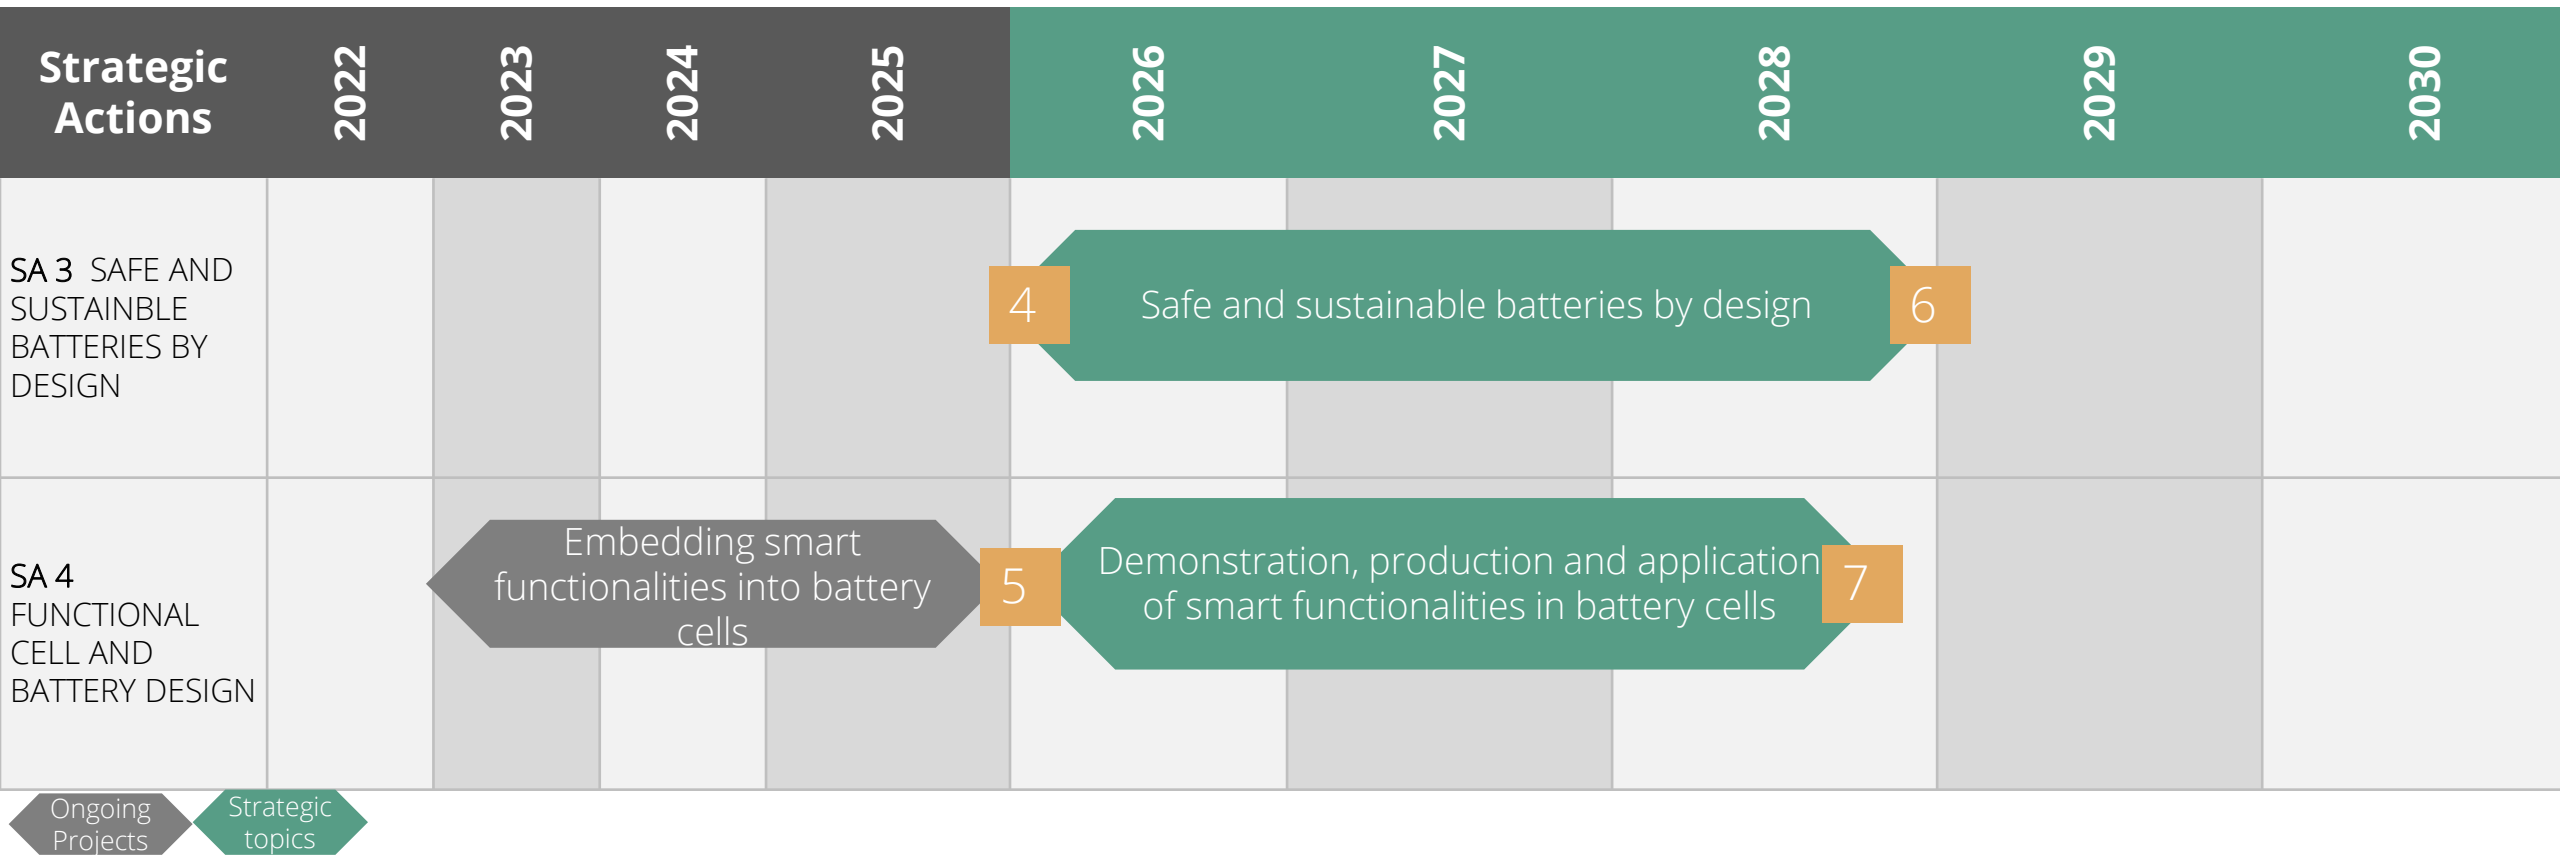 Strategic
Actions
2022
2023
2024
2025
2026
2027
2028
2029
2030
SA 3  SAFE AND
SUSTAINBLE
BATTERIES BY
DESIGN
4
Safe and sustainable batteries by design
6
SA 4
FUNCTIONAL
CELL AND
BATTERY DESIGN
Embedding smart
functionalities into battery
cells
5
Demonstration, production and application
of smart functionalities in battery cells
7
Ongoing
Projects
Strategic
topics